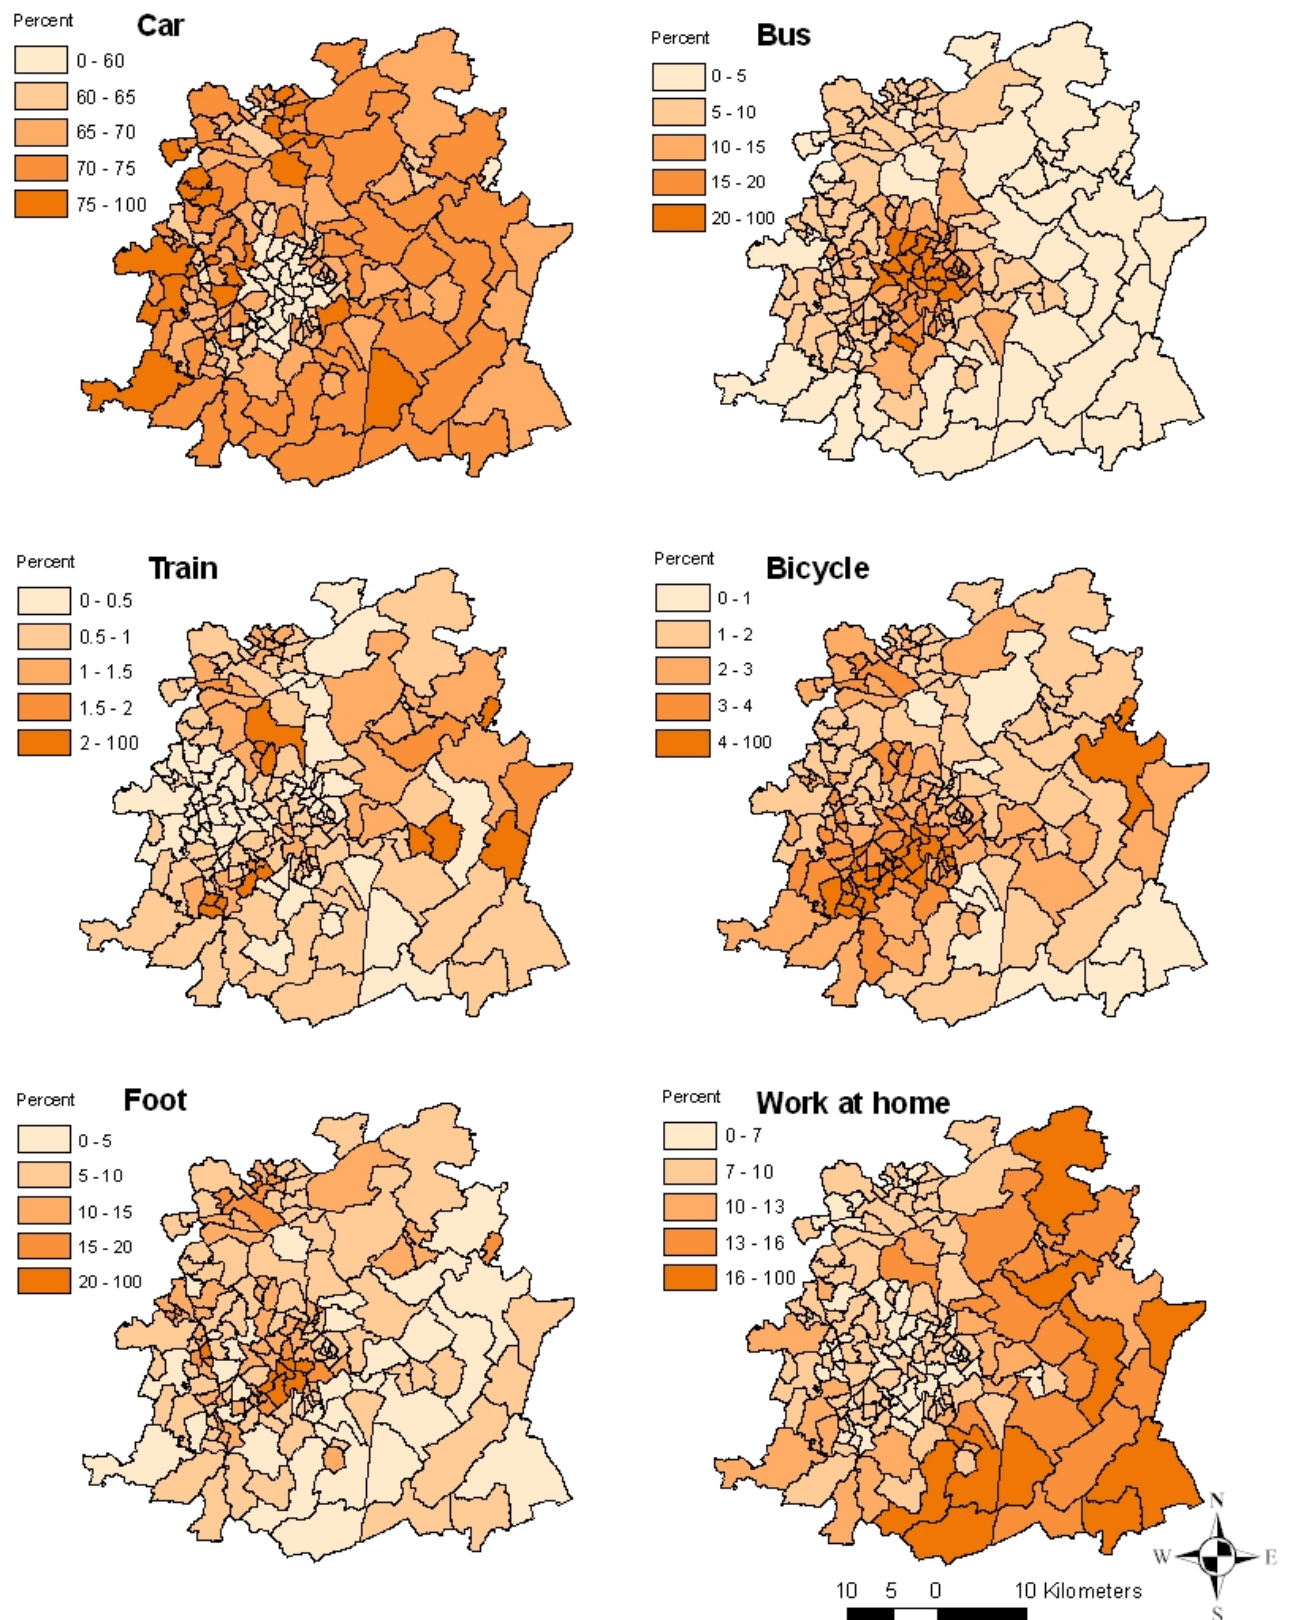 Percent
Car
0 - 60
60 - 65
65 - 70
70 - 75
75 - 100
Percent
Bus
0 - 5
5 - 10
10 - 15
15 - 20
20 - 100
Percent
Train
0 - 0.5
0.5 - 1
1 - 1.5
1.5 - 2
2 - 100
Percent
Bicycle
0 - 1
1 - 2
2 - 3
3 - 4
4 - 100
Percent
Foot
0 - 5
5 - 10
10 - 15
15 - 20
20 - 100
Percent
Work at home
0 - 7
7 - 10
10 - 13
13 - 16
16 - 100
N
W E
S
10 5 0 10 Kilometers